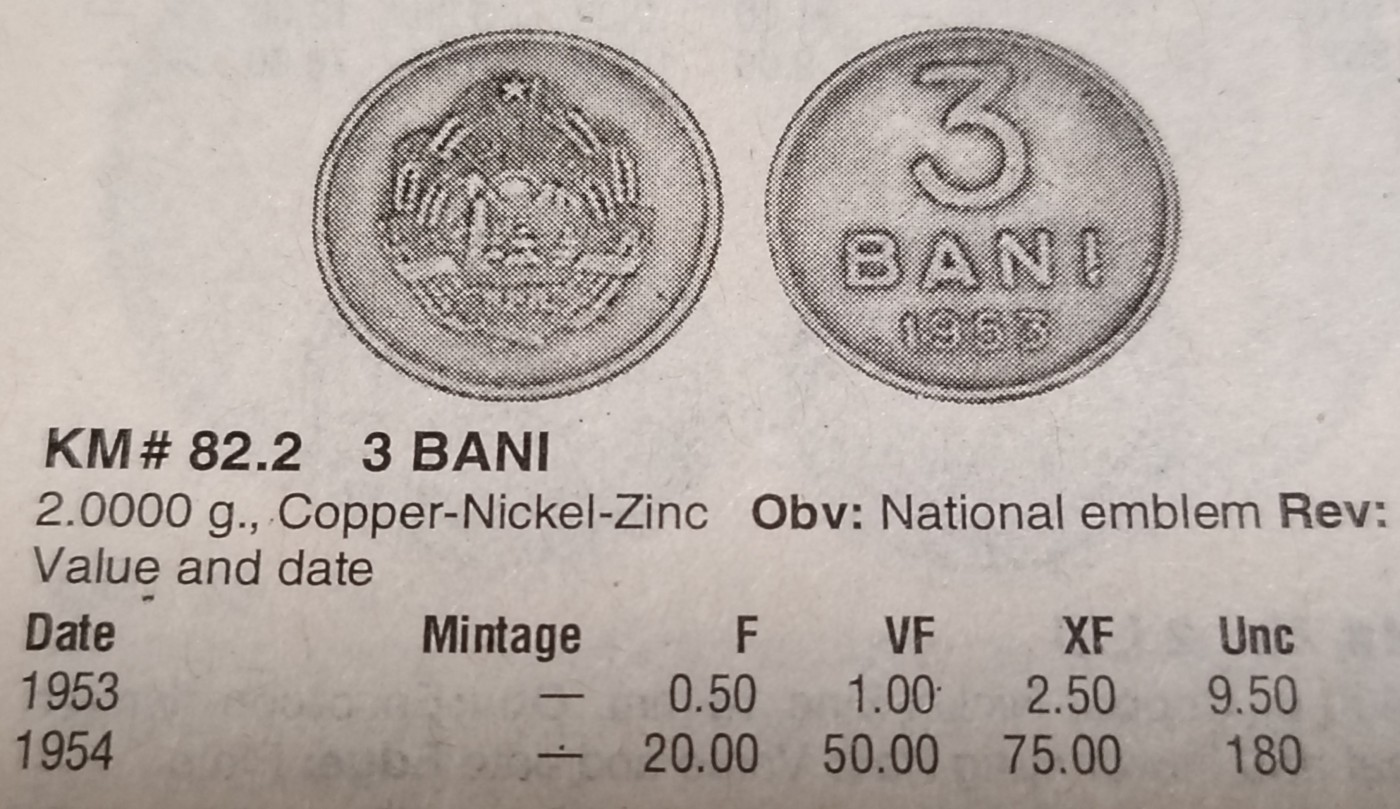 3
BANI
1953
RPR
KM# 82.2 3 BANI
2.0000 g., Copper-Nickel-Zinc Obv: National emblem Rev:
Value and date
Date Mintage F VF XF Unc
1953 — 0.50 1.00 2.50 9.50
1954 — 20.00 50.00 75.00 180